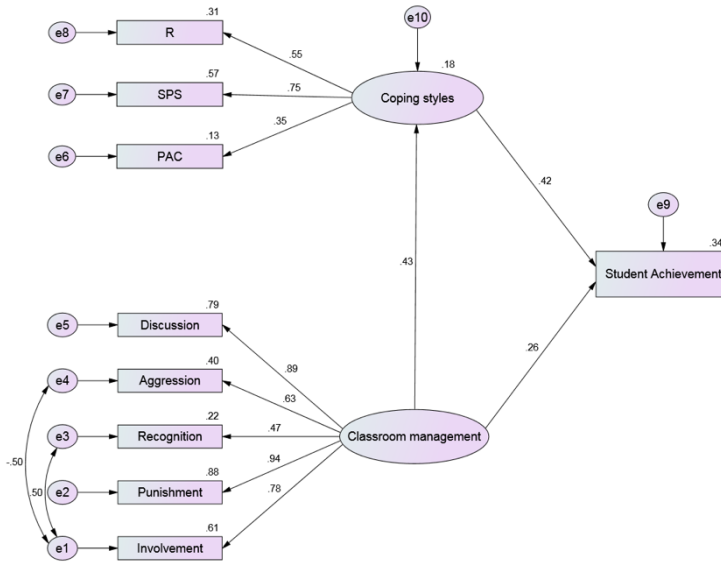 .31
e8
R
e10
.55
.18
.57
e7
SPS
.75
Coping styles
.35
.13
e6
PAC
.42
e9
.43
.34
Student Achievement
.79
e5
Discussion
.26
.89
.40
e4
Aggression
.63
.22
e3
Recognition
.47
Classroom management
-.50
.94
.88
.50
e2
Punishment
.78
.61
e1
Involvement